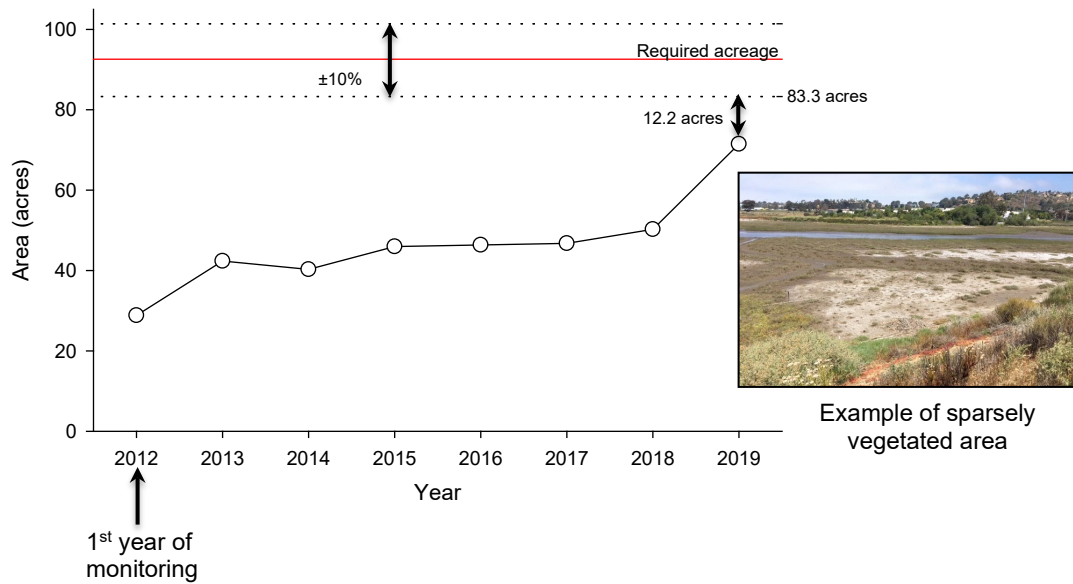 100
80
60
40
20
0
Area (acres)
Required acreage
±10%
83.3 acres
12.2 acres
2012 2013 2014 2015 2016 2017 2018 2019
Year
1st year of
monitoring
Example of sparsely
vegetated area